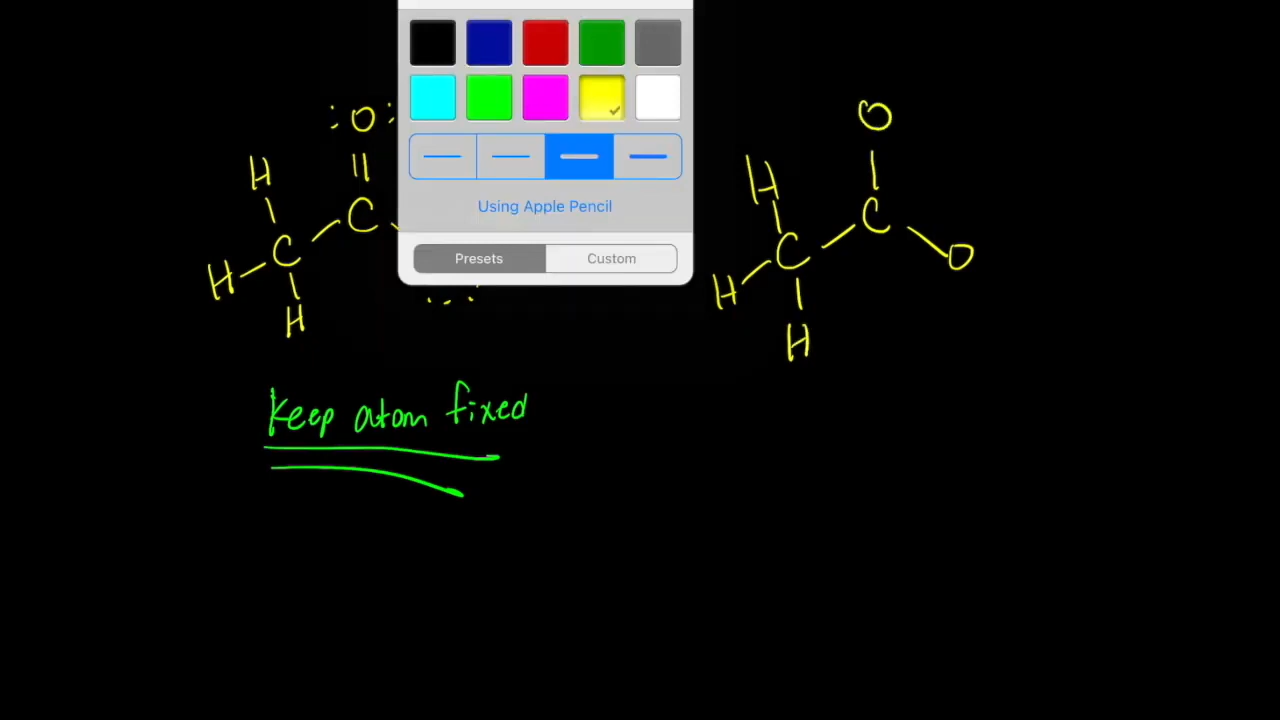 : O :
H
C
H
C
H
O
H
C
C
O
H
H
Using Apple Pencil
Presets Custom
Keep atom fixed